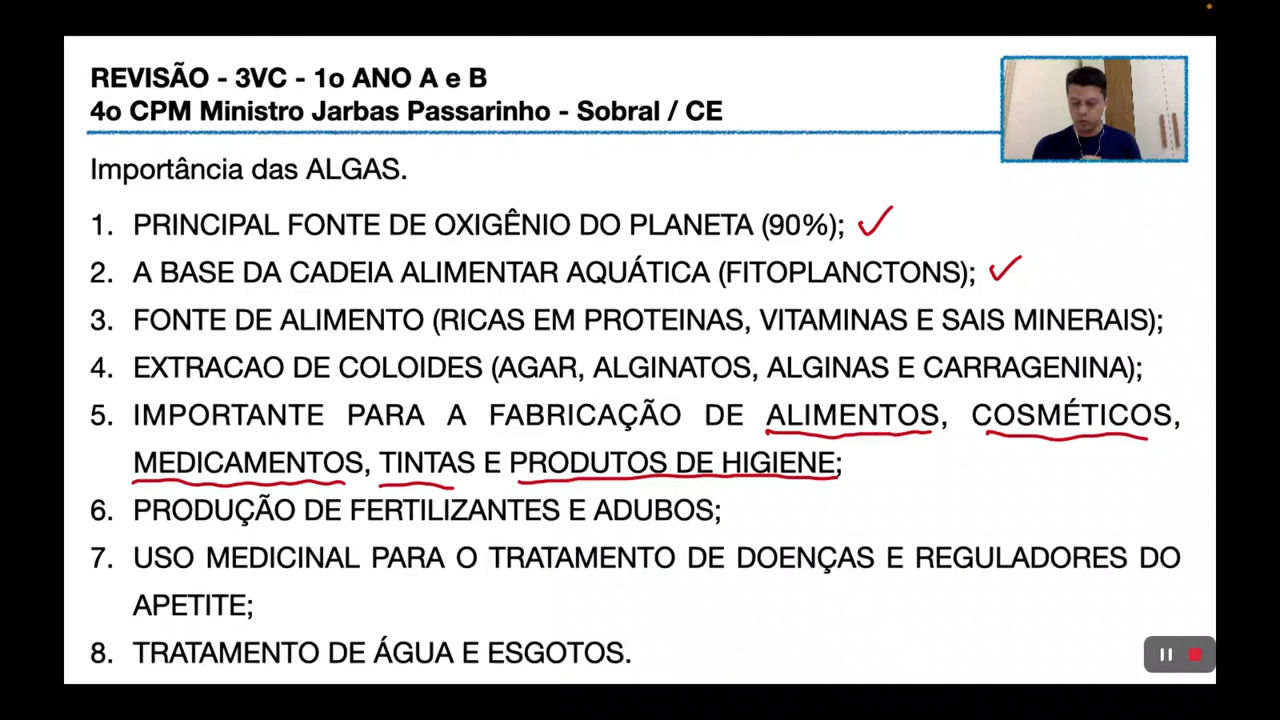 REVISÃO - 3VC - 1o ANO A e B
4o CPM Ministro Jarbas Passarinho - Sobral / CE
Importância das ALGAS.
1. PRINCIPAL FONTE DE OXIGÊNIO DO PLANETA (90%);
2. A BASE DA CADEIA ALIMENTAR AQUÁTICA (FITOPLANCTONS);
3. FONTE DE ALIMENTO (RICAS EM PROTEINAS, VITAMINAS E SAIS MINERAIS);
4. EXTRACAO DE COLOIDES (AGAR, ALGINATOS, ALGINAS E CARRAGENINA);
5. IMPORTANTE PARA A FABRICAÇÃO DE ALIMENTOS, COSMÉTICOS,
MEDICAMENTOS, TINTAS E PRODUTOS DE HIGIENE;
6. PRODUÇÃO DE FERTILIZANTES E ADUBOS;
7. USO MEDICINAL PARA O TRATAMENTO DE DOENÇAS E REGULADORES DO
APETITE;
8. TRATAMENTO DE ÁGUA E ESGOTOS.